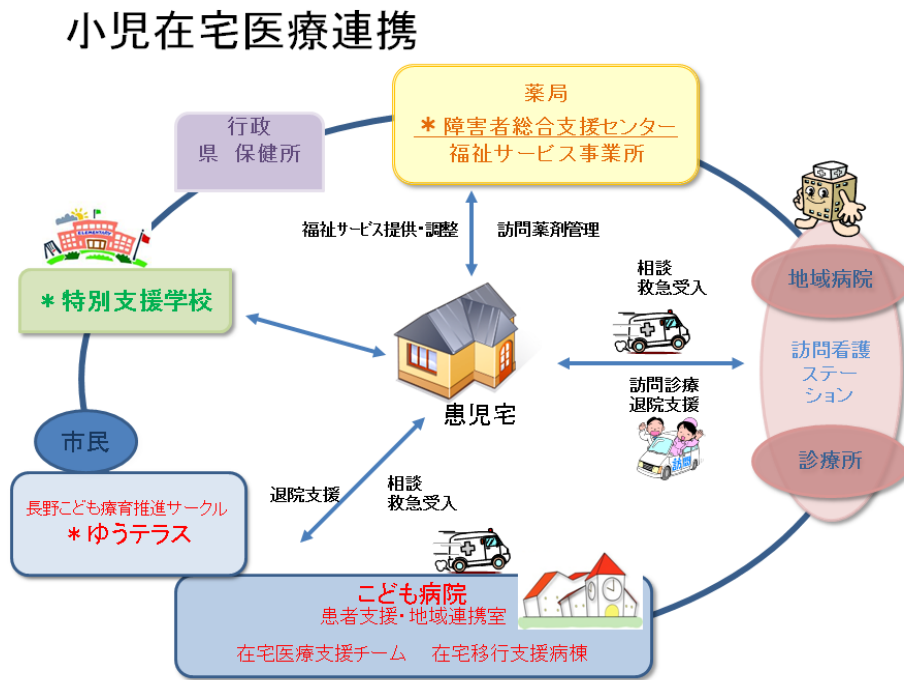 小児在宅医療連携
薬局
＊障害者総合支援センター
福祉サービス事業所
行政
県 保健所
ELEMENTARY
＊特別支援学校
福祉サービス提供・調整
訪問薬剤管理
相談
救急受入
地域病院
訪問看護
ステー
ション
診療所
訪問診療
退院支援
訪問
患児宅
市民
長野こども療育推進サークル
＊ゆうテラス
退院支援
相談
救急受入
こども病院
患者支援・地域連携室
在宅医療支援チーム 在宅移行支援病棟